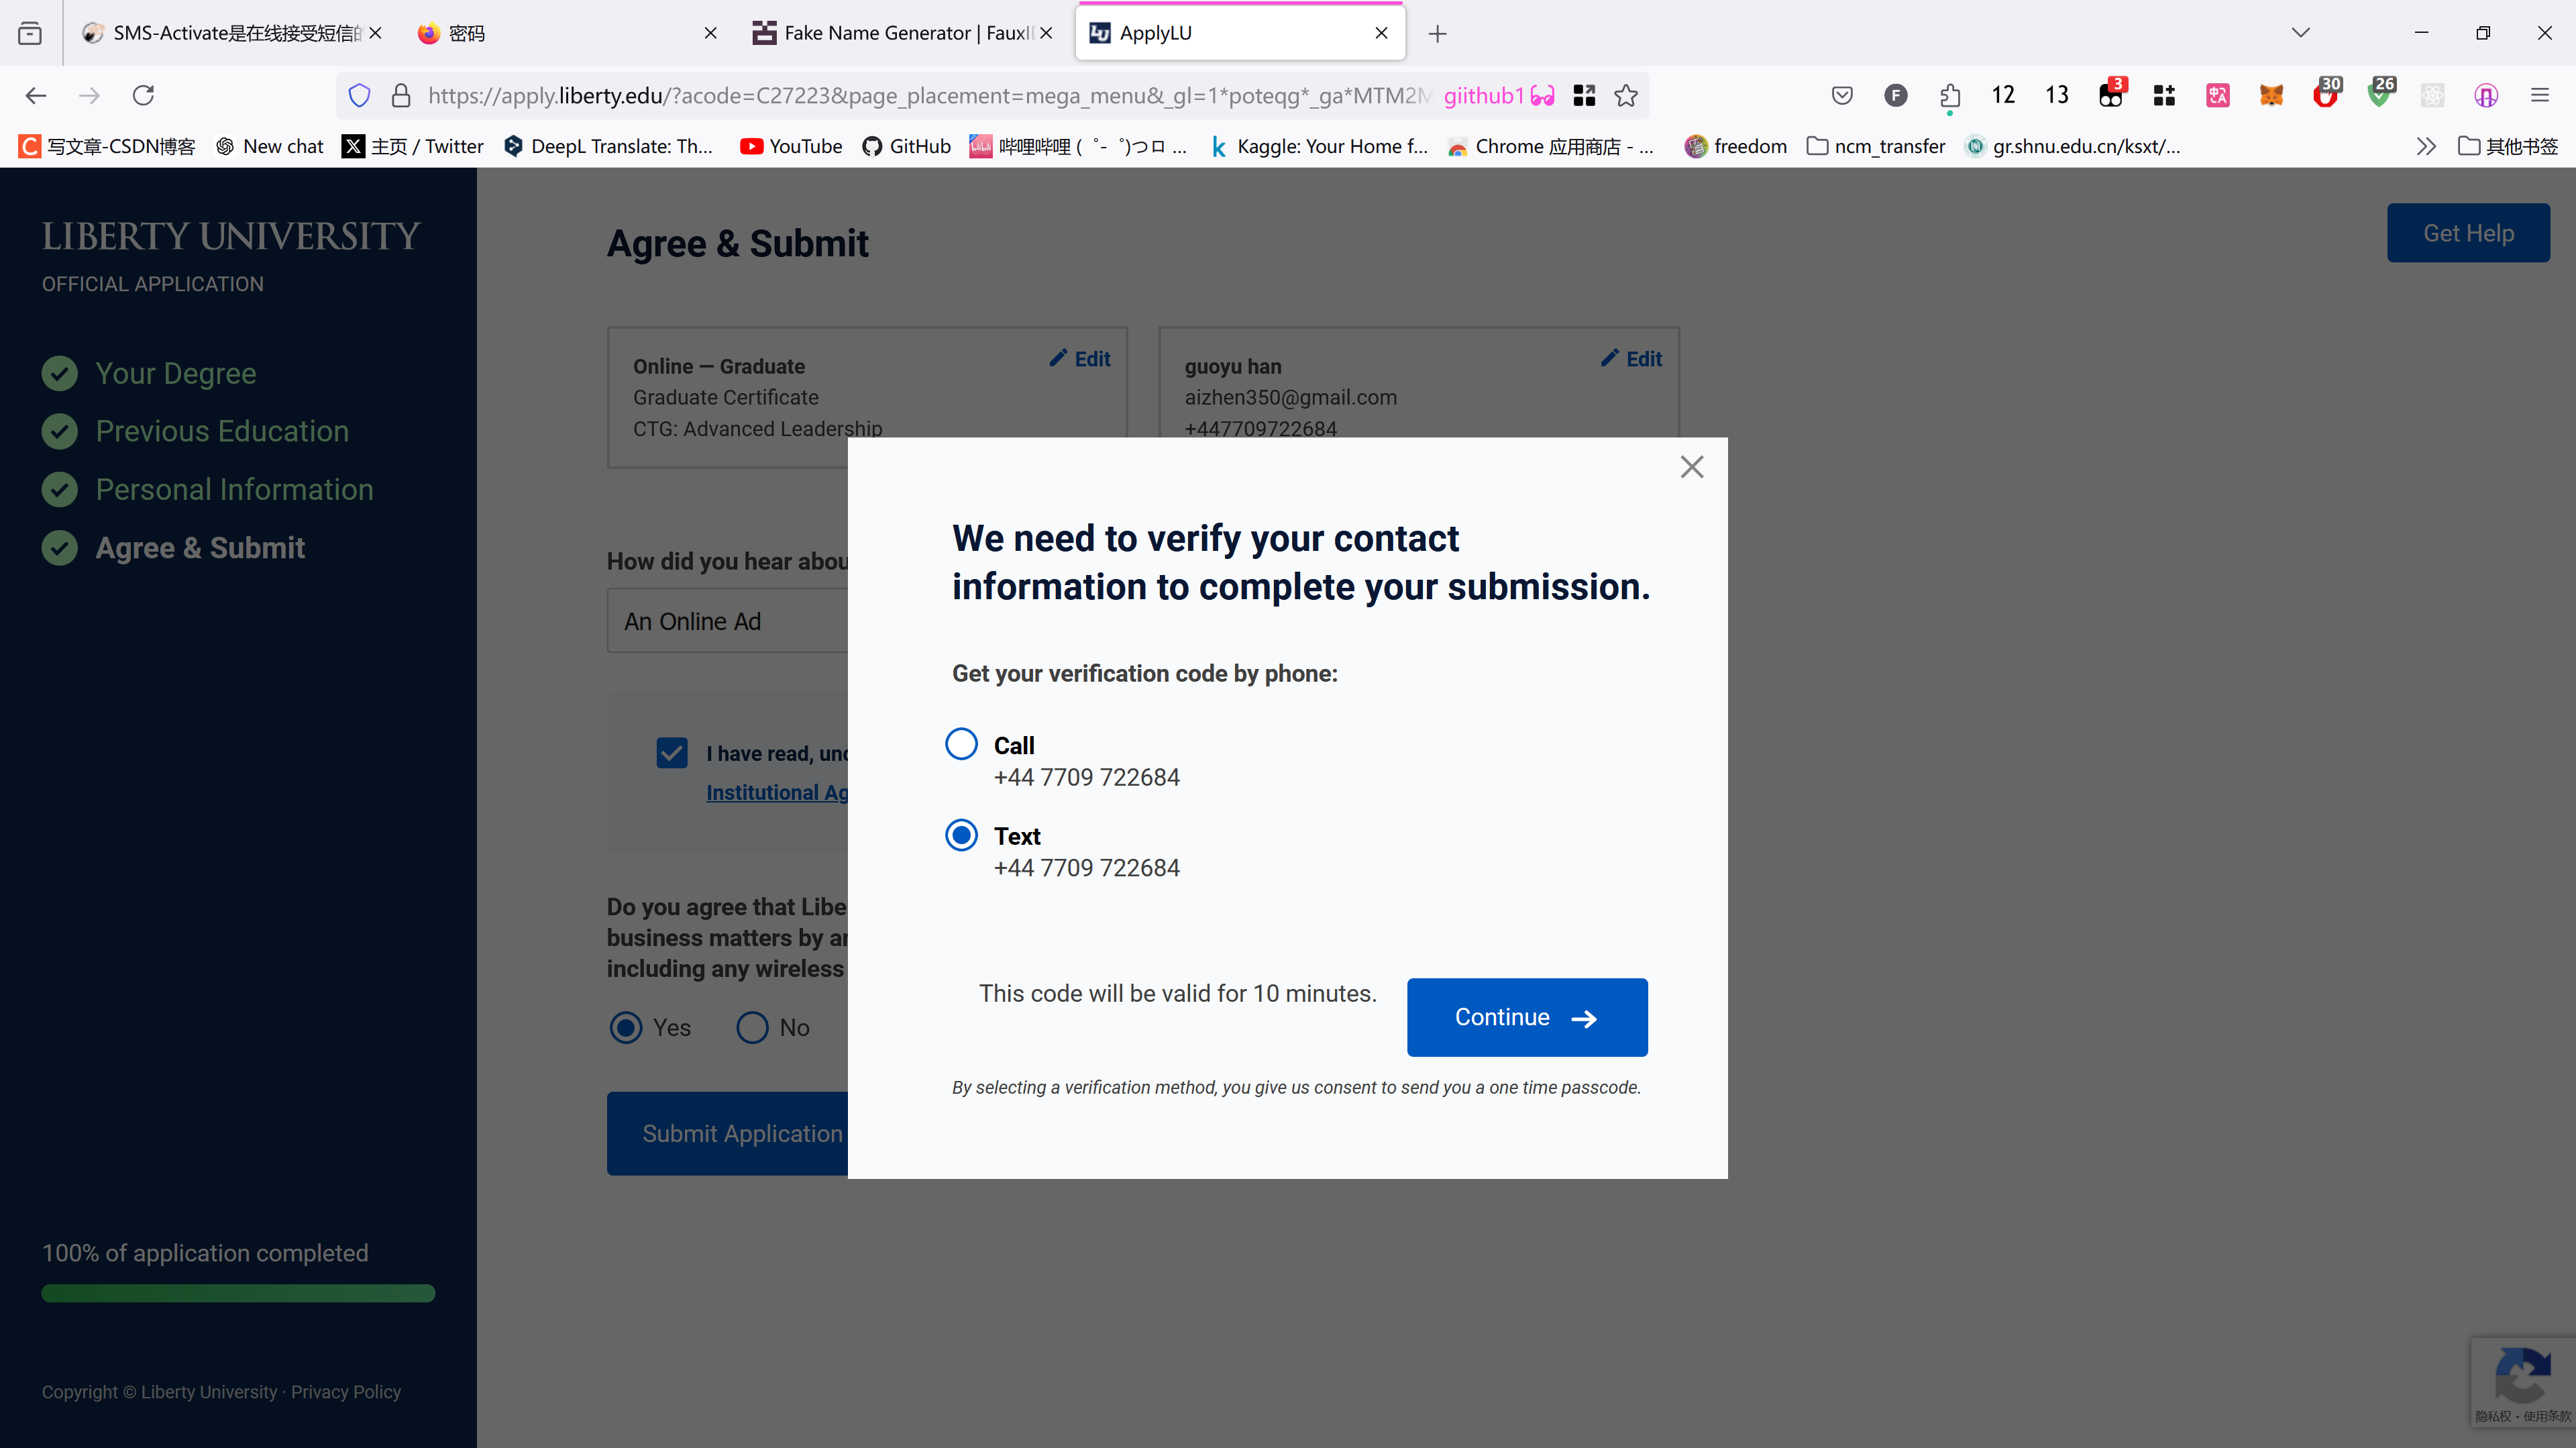 SMS-Activate是在线接受短信的
密码
Fake Name Generator | FauxI
ApplyLU
https://apply.liberty.edu/?acode=C27223&page_placement=mega_menu&_gl=1*poteqg*_ga*MTM2M
giithub1
F
12
13
3
30
26
写文章-CSDN博客
New chat
主页 / Twitter
DeepL Translate: Th...
YouTube
GitHub
哔哩哔哩 ( ゜- ゜)つロ ...
Kaggle: Your Home f...
Chrome 应用商店 - ...
freedom
ncm_transfer
gr.shnu.edu.cn/ksxt/...
其他书签
LIBERTY UNIVERSITY
OFFICIAL APPLICATION
Your Degree
Previous Education
Personal Information
Agree & Submit
100% of application completed
Copyright © Liberty University · Privacy Policy
Agree & Submit
Get Help
Online — Graduate
Edit
Graduate Certificate
CTG: Advanced Leadership
guoyu han
Edit
aizhen350@gmail.com
+447709722684
How did you hear abou
An Online Ad
I have read, unc
Institutional Ag
Do you agree that Libe
business matters by ar
including any wireless
Yes
No
Submit Application
We need to verify your contact
information to complete your submission.
Get your verification code by phone:
Call
+44 7709 722684
Text
+44 7709 722684
This code will be valid for 10 minutes.
Continue
By selecting a verification method, you give us consent to send you a one time passcode.
隐私权 - 使用条款